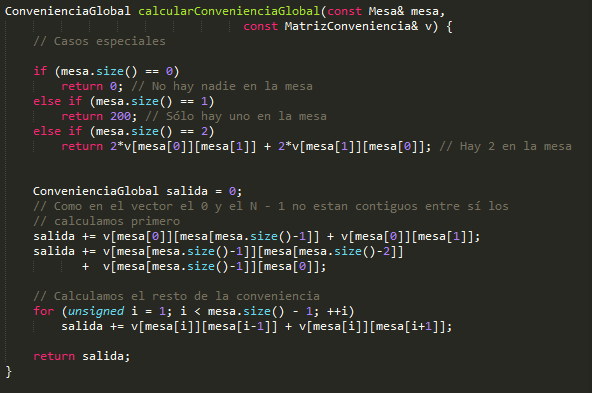 ConvenienciaGlobal calcularConvenienciaGlobal(const Mesa& mesa,
const MatrizConveniencia& v) {
// Casos especiales
if (mesa.size() == 0)
return 0; // No hay nadie en la mesa
else if (mesa.size() == 1)
return 200; // Sólo hay uno en la mesa
else if (mesa.size() == 2)
return 2*v[mesa[0]][mesa[1]] + 2*v[mesa[1]][mesa[0]]; // Hay 2 en la mesa
ConvenienciaGlobal salida = 0;
// Como en el vector el 0 y el N - 1 no estan contiguos entre sí los
// calculamos primero
salida += v[mesa[0]][mesa[mesa.size()-1]] + v[mesa[0]][mesa[1]];
salida += v[mesa[mesa.size()-1]][mesa[mesa.size()-2]]
+ v[mesa[mesa.size()-1]][mesa[0]];
// Calculamos el resto de la conveniencia
for (unsigned i = 1; i < mesa.size() - 1; ++i)
salida += v[mesa[i]][mesa[i-1]] + v[mesa[i]][mesa[i+1]];
return salida;
}